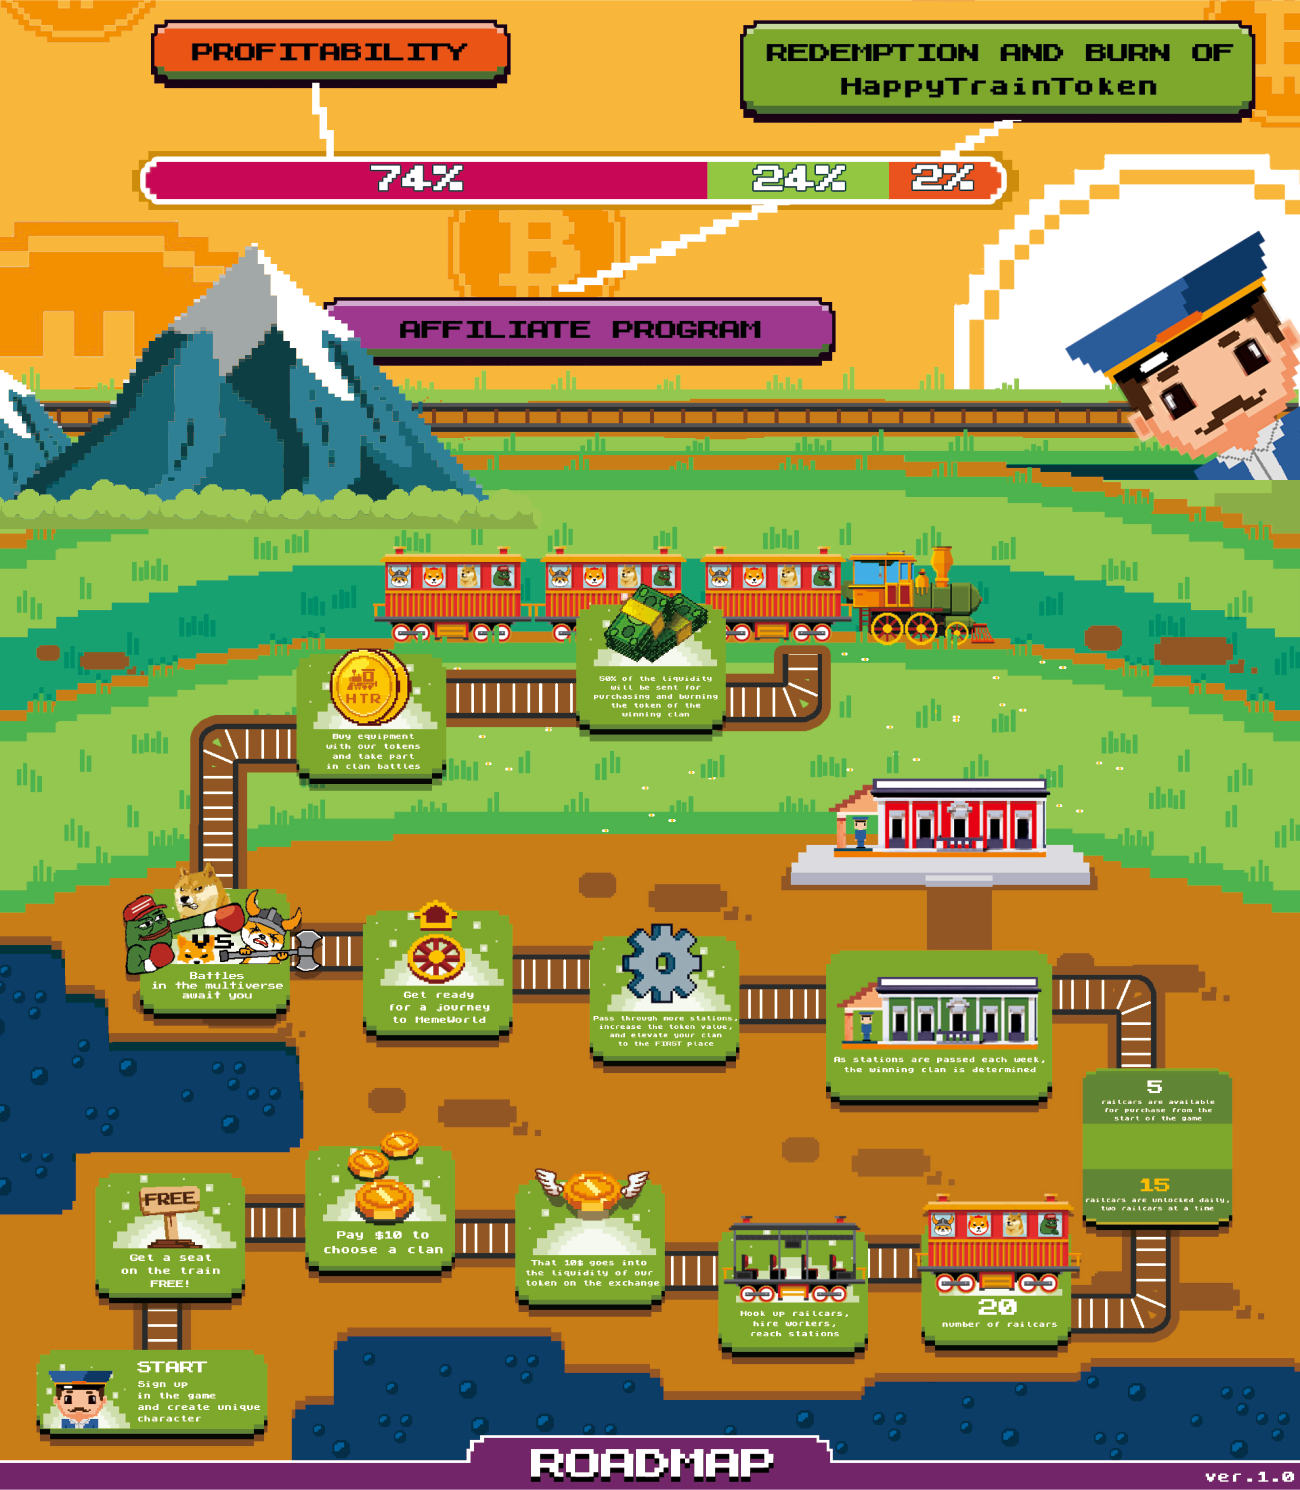 PROFITABILITY
REDEMPTION AND BURN OF
HappyTrainToken
74%
24%
2%
AFFILIATE PROGRAM
50% of the liquidity
will be sent for
purchasing and burning
the token of the
winning clan
HTR
Buy equipment
with our tokens
and take part
in clan battles
VS
Battles
in the multiverse
await you
Get ready
for a journey
to MemeWorld
Pass through more stations,
increase the token value,
and elevate your clan
to the FIRST place
As stations are passed each week,
the winning clan is determined
5
railcars are available
for purchase from the
start of the game
15
railcars are unlocked daily,
two railcars at a time
20
number of railcars
Hook up railcars,
hire workers,
reach stations
That 10$ goes into
the liquidity of our
token on the exchange
Pay $10 to
choose a clan
FREE
Get a seat
on the train
FREE!
START
Sign up
in the game
and create unique
character
ROADMAP
ver.1.0